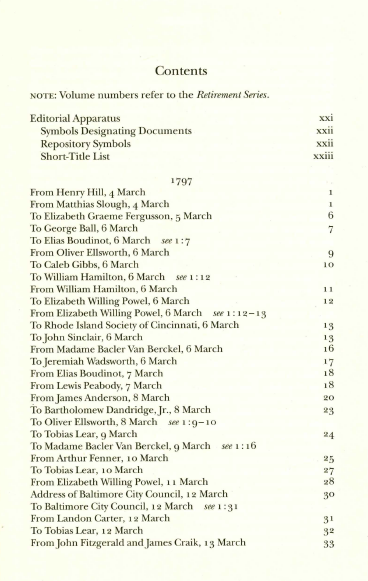 Contents
NOTE: Volume numbers refer to the Retirement Series.
Editorial Apparatus xxi
Symbols Designating Documents xxii
Repository Symbols xxii
Short-Title List xxiii
1797
From Henry Hill, 4 March 1
From Matthias Slough, 4 March 1
To Elizabeth Graeme Fergusson, 5 March 6
To George Ball, 6 March 7
To Elias Boudinot, 6 March see 1:7
From Oliver Ellsworth, 6 March 9
To Caleb Gibbs, 6 March 10
To William Hamilton, 6 March see 1:12
From William Hamilton, 6 March 11
To Elizabeth Willing Powel, 6 March 12
From Elizabeth Willing Powel, 6 March see 1:12–13
To Rhode Island Society of Cincinnati, 6 March 13
To John Sinclair, 6 March 13
From Madame Bacler Van Berckel, 6 March 16
To Jeremiah Wadsworth, 6 March 17
From Elias Boudinot, 7 March 18
From Lewis Peabody, 7 March 18
From James Anderson, 8 March 20
To Bartholomew Dandridge, Jr., 8 March 23
To Oliver Ellsworth, 8 March see 1:9–10
To Tobias Lear, 9 March 24
To Madame Bacler Van Berckel, 9 March see 1:16
From Arthur Fenner, 10 March 25
To Tobias Lear, 10 March 27
From Elizabeth Willing Powel, 11 March 28
Address of Baltimore City Council, 12 March 30
To Baltimore City Council, 12 March see 1:31
From Landon Carter, 12 March 31
To Tobias Lear, 12 March 32
From John Fitzgerald and James Craik, 13 March 33